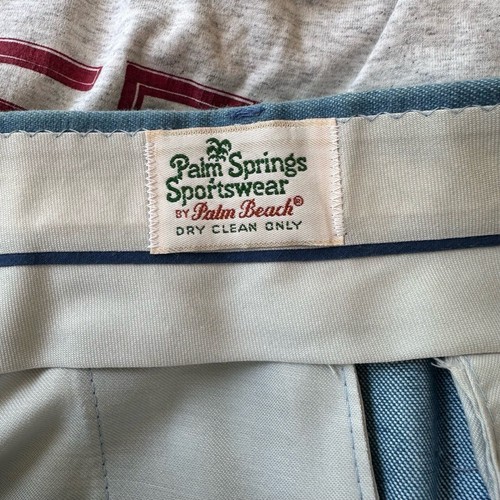 Palm Springs
Sportswear
BY Palm Beach®
DRY CLEAN ONLY